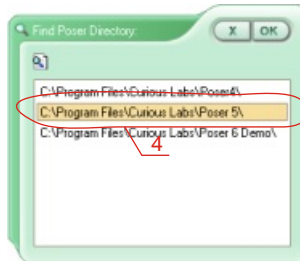 Find Poser Directory:
X OK
C:\Program Files\Curious Labs\Poser4\
C:\Program Files\Curious Labs\Poser 5\
C:\Program Files\Curious Labs\Poser 6 Demo\
4